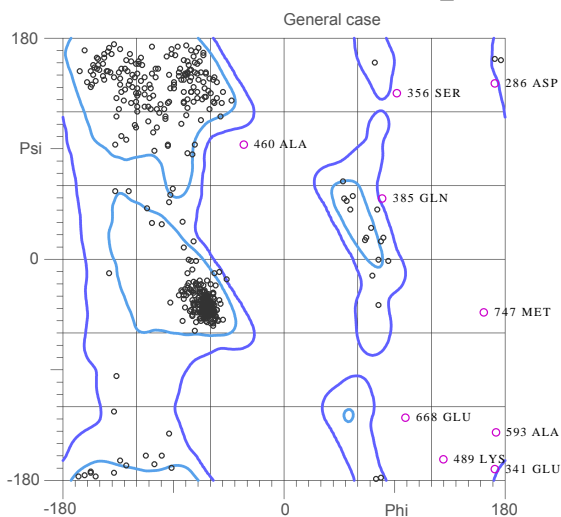 General case
180
286 ASP
356 SER
Psi
460 ALA
385 GLN
0
747 MET
668 GLU
593 ALA
489 LYS
341 GLU
-180
-180
0
Phi
180